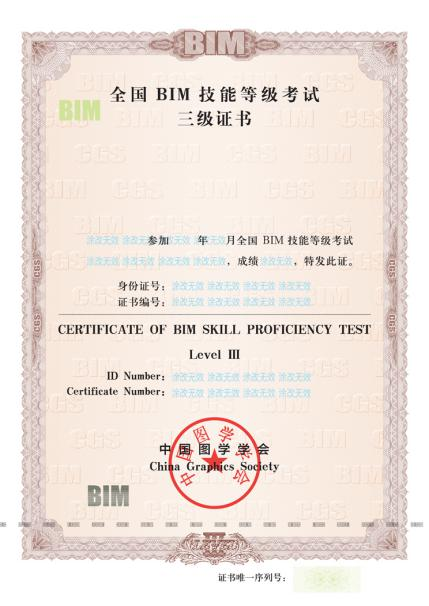 BIM
全国 BIM 技能等级考试
BIM
三级证书
涂改无效 涂改无效参加涂改无效 年涂改无效月全国 BIM 技能等级考试
涂改无效 涂改无效 涂改无效 涂改无效，成绩涂改无效，特发此证。
身份证号：涂改无效 涂改无效 涂改无效 涂改无效
证书编号：涂改无效 涂改无效 涂改无效 涂改无效
CERTIFICATE OF BIM SKILL PROFICIENCY TEST
Level Ⅲ
ID Number：涂改无效 涂改无效 涂改无效 涂改无效
Certificate Number：涂改无效 涂改无效 涂改无效 涂改无效
中国图学学会
中国图学学会
China Graphics Society
BIM
证书唯一序列号：